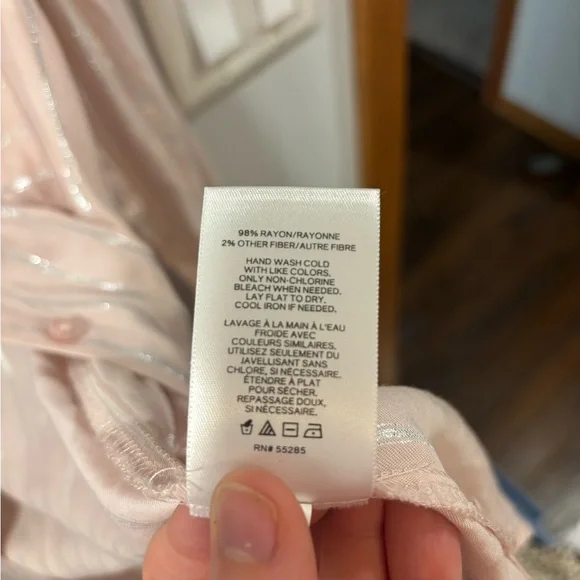 98% RAYON/RAYONNE
2% OTHER FIBER/AUTRE FIBRE
HAND WASH COLD
WITH LIKE COLORS.
ONLY NON-CHLORINE
BLEACH WHEN NEEDED.
LAY FLAT TO DRY.
COOL IRON IF NEEDED.
LAVAGE À LA MAIN À L'EAU
FROIDE AVEC
COULEURS SIMILAIRES.
UTILISEZ SEULEMENT DU
JAVELLISANT SANS
CHLORE, SI NÉCESSAIRE.
ÉTENDRE À PLAT
POUR SÉCHER.
REPASSAGE DOUX,
SI NÉCESSAIRE.
RN# 55285